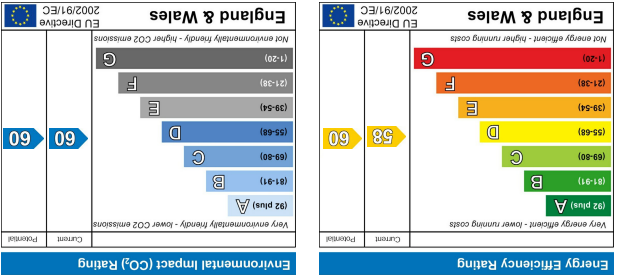 Energy Efficiency Rating
Current Potential
Very energy efficient - lower running costs
(92 plus) A
(81-91) B
(69-80) C
(55-68) D
(39-54) E
(21-38) F
(1-20) G
58 60
Not energy efficient - higher running costs
England & Wales
EU Directive
2002/91/EC
Environmental Impact (CO₂) Rating
Current Potential
Very environmentally friendly - lower CO2 emissions
(92 plus) A
(81-91) B
(69-80) C
(55-68) D
(39-54) E
(21-38) F
(1-20) G
60 60
Not environmentally friendly - higher CO2 emissions
England & Wales
EU Directive
2002/91/EC